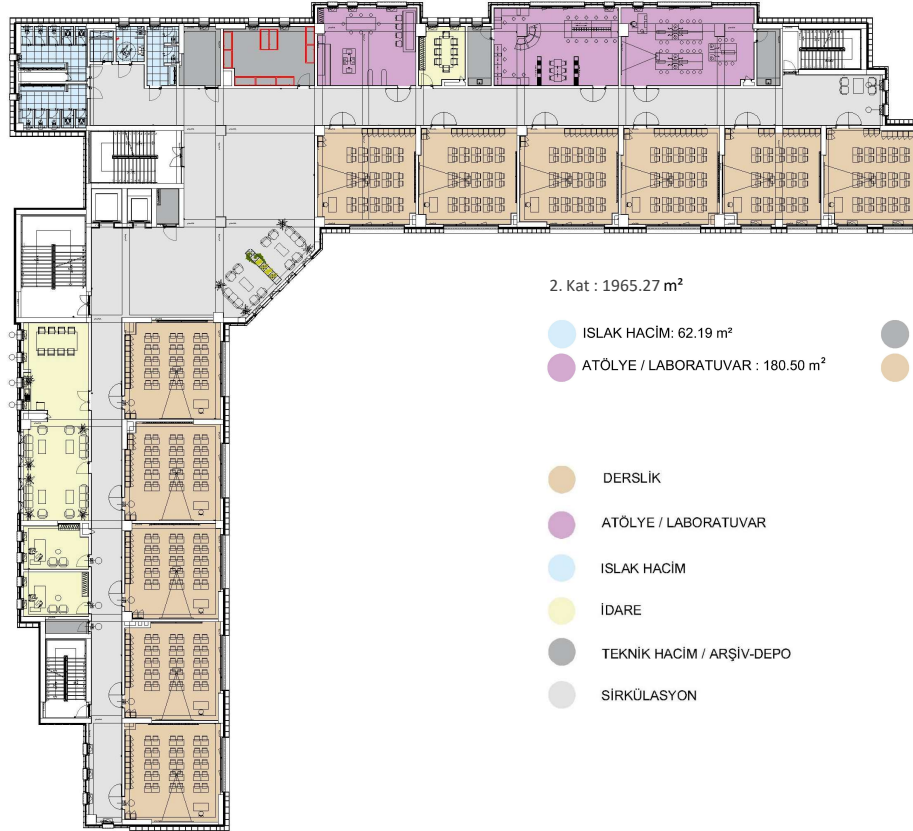 2. Kat : 1965.27 m²
ISLAK HACİM: 62.19 m²
ATÖLYE / LABORATUVAR : 180.50 m²
DERSLİK
ATÖLYE / LABORATUVAR
ISLAK HACİM
İDARE
TEKNİK HACİM / ARŞİV-DEPO
SİRKÜLASYON